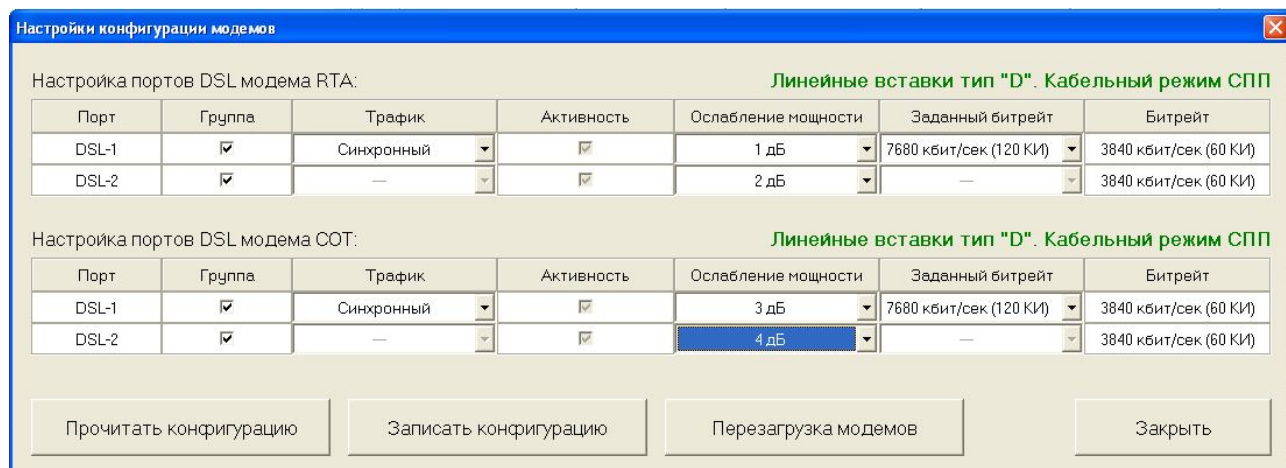 Настройки конфигурации модемов
Настройка портов DSL модема RTA: Линейные вставки тип "D". Кабельный режим СПП
Порт Группа Трафик Активность Ослабление мощности Заданный битрейт Битрейт
DSL-1 Синхронный 1 дБ 7680 кбит/сек (120 КИ) 3840 кбит/сек (60 КИ)
DSL-2 — 2 дБ — 3840 кбит/сек (60 КИ)
Настройка портов DSL модема COT: Линейные вставки тип "D". Кабельный режим СПП
Порт Группа Трафик Активность Ослабление мощности Заданный битрейт Битрейт
DSL-1 Синхронный 3 дБ 7680 кбит/сек (120 КИ) 3840 кбит/сек (60 КИ)
DSL-2 — 4 дБ — 3840 кбит/сек (60 КИ)
Прочитать конфигурацию Записать конфигурацию Перезагрузка модемов Закрыть